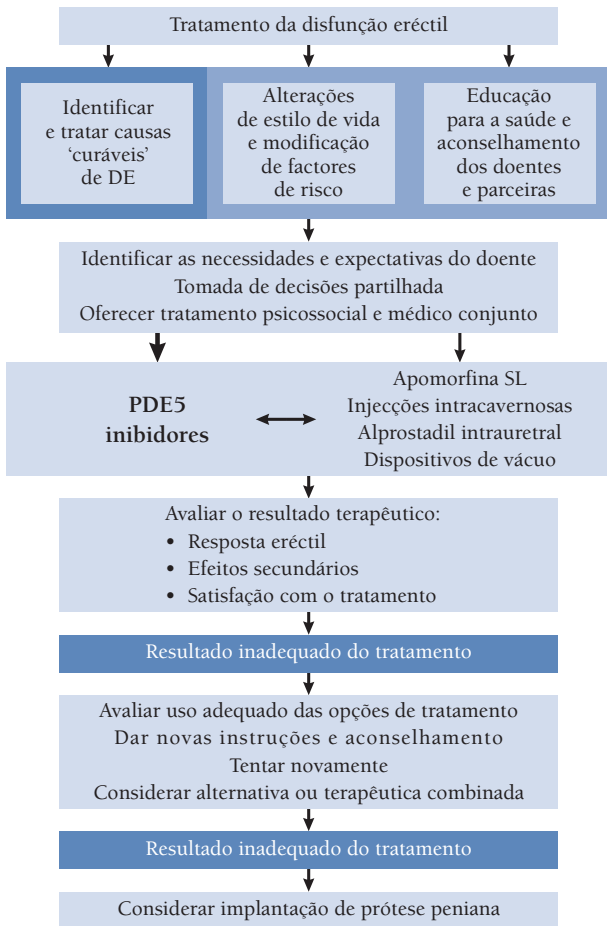 Tratamento da disfunção eréctil
Identificar
e tratar causas
‘curáveis’
de DE
Alterações
de estilo de vida
e modificação
de factores
de risco
Educação
para a saúde e
aconselhamento
dos doentes
e parceiras
Identificar as necessidades e expectativas do doente
Tomada de decisões partilhada
Oferecer tratamento psicossocial e médico conjunto
PDE5
inibidores
Apomorfina SL
Injecções intracavernosas
Alprostadil intrauretral
Dispositivos de vácuo
Avaliar o resultado terapêutico:
• Resposta eréctil
• Efeitos secundários
• Satisfação com o tratamento
Resultado inadequado do tratamento
Avaliar uso adequado das opções de tratamento
Dar novas instruções e aconselhamento
Tentar novamente
Considerar alternativa ou terapêutica combinada
Resultado inadequado do tratamento
Considerar implantação de prótese peniana